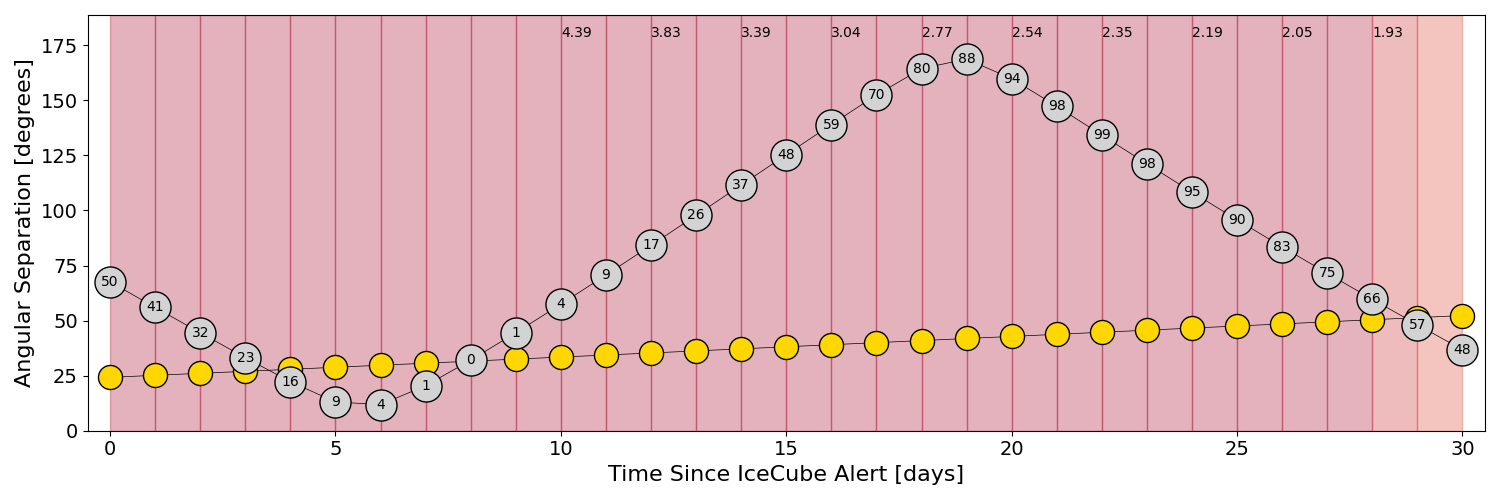 4.39 3.83 3.39 3.04 2.77 2.54 2.35 2.19 2.05 1.93
175
150
125
100
75
50
25
0
Angular Separation [degrees]
50 41 32 23 16 9 4 1 0 1 4 9 17 26 37 48 59 70 80 88 94 98 99 98 95 90 83 75 66 57 48
0 5 10 15 20 25 30
Time Since IceCube Alert [days]